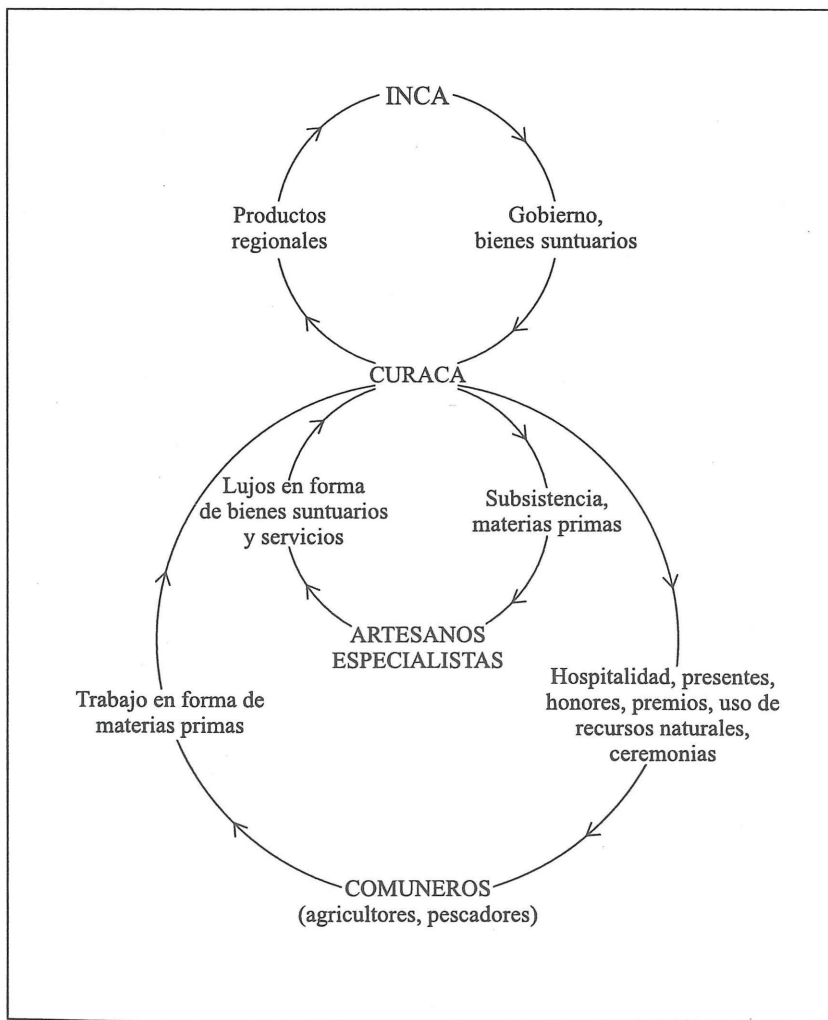 INCA
Productos
regionales
Gobierno,
bienes suntuarios
CURACA
Lujos en forma
de bienes suntuarios
y servicios
Subsistencia,
materias primas
ARTESANOS
ESPECIALISTAS
Trabajo en forma de
materias primas
Hospitalidad, presentes,
honores, premios, uso de
recursos naturales,
ceremonias
COMUNEROS
(agricultores, pescadores)